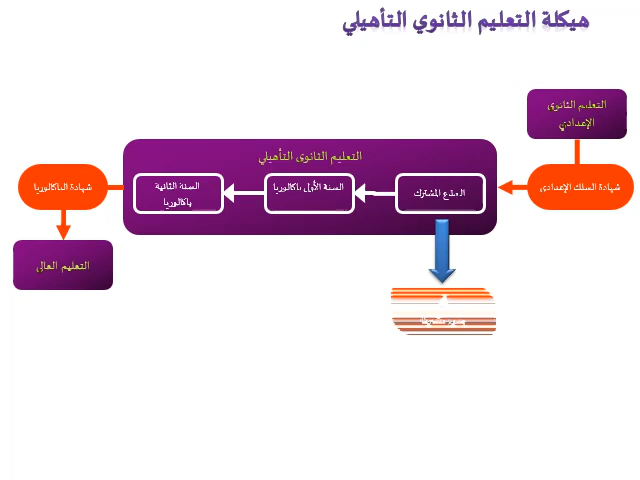 هيكلة التعليم الثانوي التأهيلي
التعليم الثانوي
الإعدادي
شهادة السلك الإعدادي
التعليم الثانوي التأهيلي
الجذع المشترك
السنة الأولى باكالوريا
السنة الثانية
باكالوريا
شهادة الباكالوريا
التعليم العالي